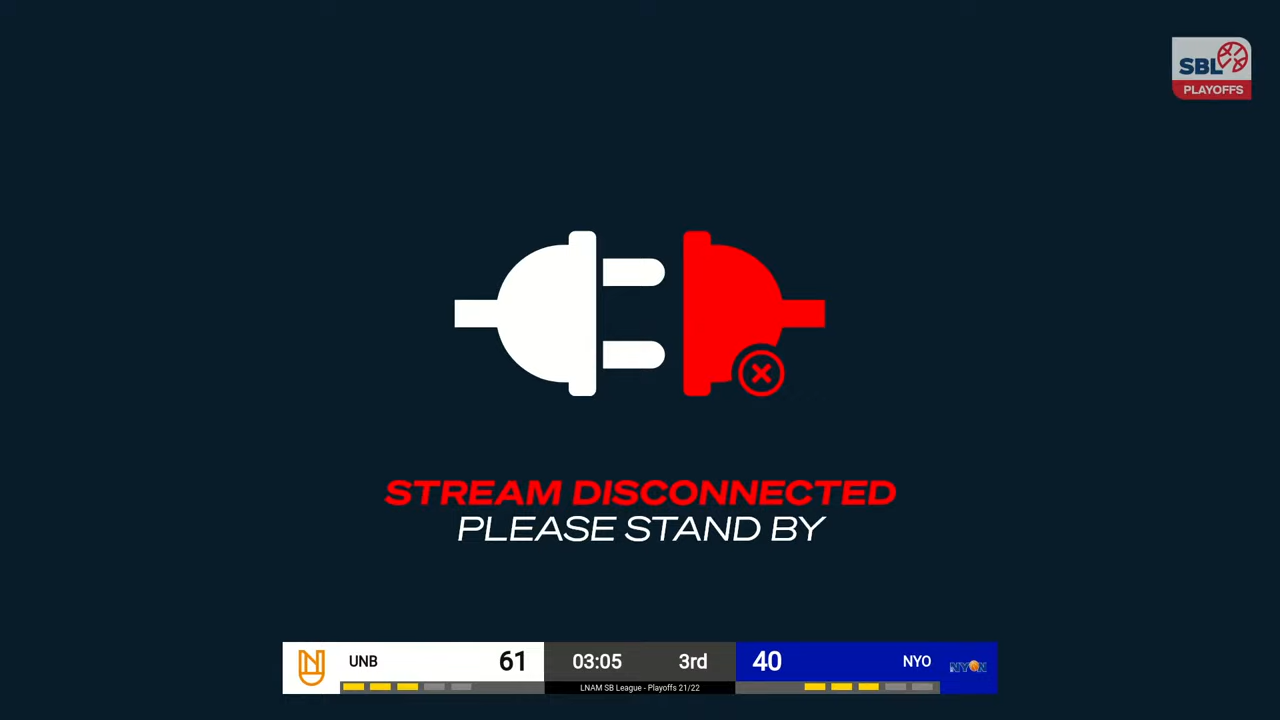 SBL
PLAYOFFS
STREAM DISCONNECTED
PLEASE STAND BY
UNB 61 03:05 3rd 40 NYO NYON
LNAM SB League - Playoffs 21/22